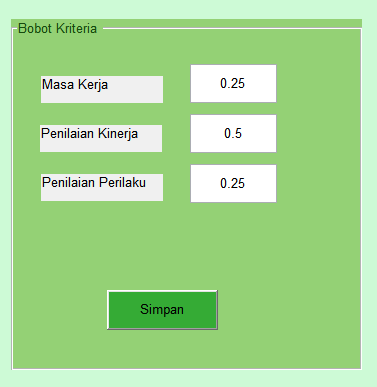 Bobot Kriteria
Masa Kerja 0.25
Penilaian Kinerja 0.5
Penilaian Perilaku 0.25
Simpan